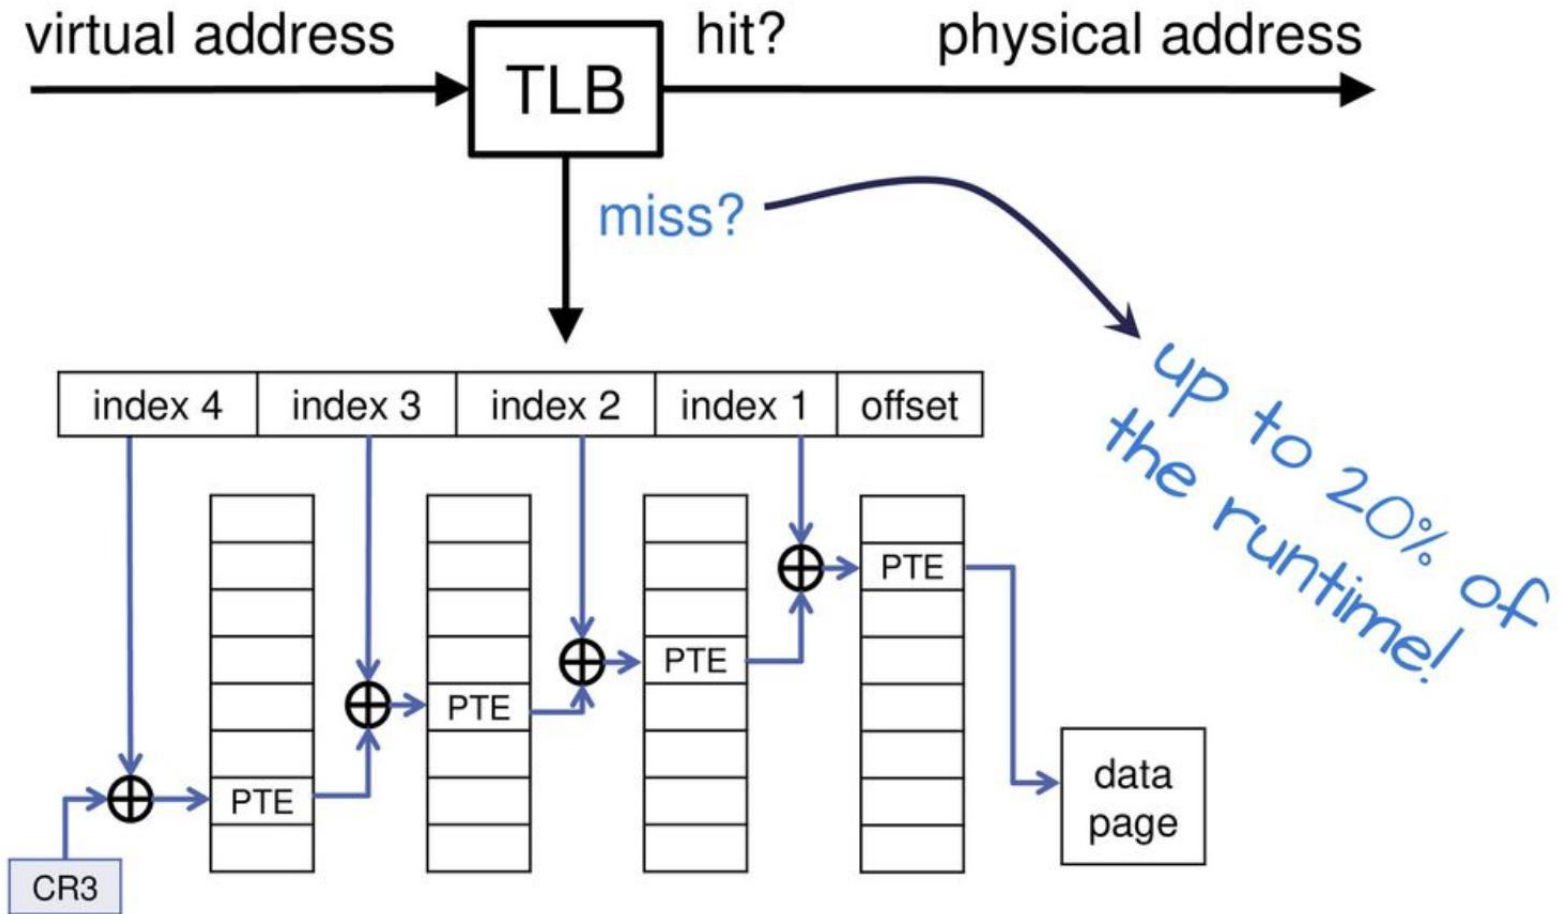 virtual address
TLB
hit?
physical address
miss?
up to 20% of
the runtime!
index 4
index 3
index 2
index 1
offset
PTE
PTE
PTE
PTE
data
page
CR3